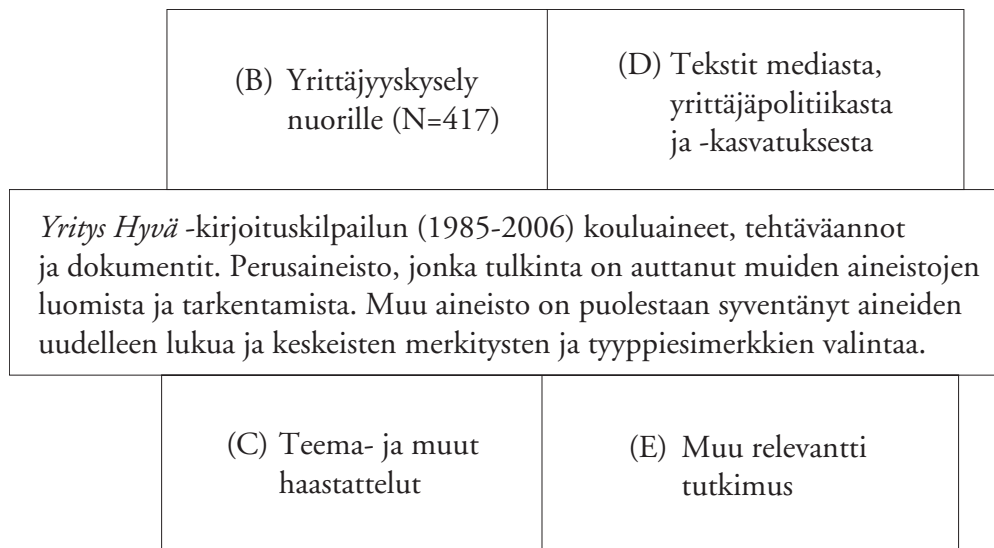 (B) Yrittäjyyskysely
nuorille (N=417)
(D) Tekstit mediasta,
yrittäjäpolitiikasta
ja -kasvatuksesta
Yritys Hyvä -kirjoituskilpailun (1985-2006) kouluaineet, tehtäväannot
ja dokumentit. Perusaineisto, jonka tulkinta on auttanut muiden aineistojen
luomista ja tarkentamista. Muu aineisto on puolestaan syventänyt aineiden
uudelleen lukua ja keskeisten merkitysten ja tyyppiesimerkkien valintaa.
(C) Teema- ja muut
haastattelut
(E) Muu relevantti
tutkimus